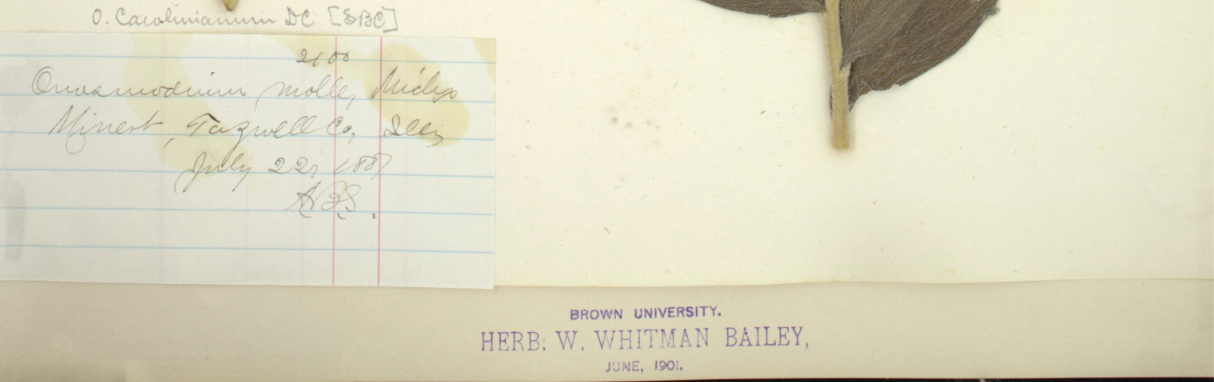 O. Carolinianum DC [EBC]
2100
Onosmodium molle, Michx
Minert, Tazwell Co, Ills
July 22, 1887
BROWN UNIVERSITY.
HERB. W. WHITMAN BAILEY,
JUNE, 1901.